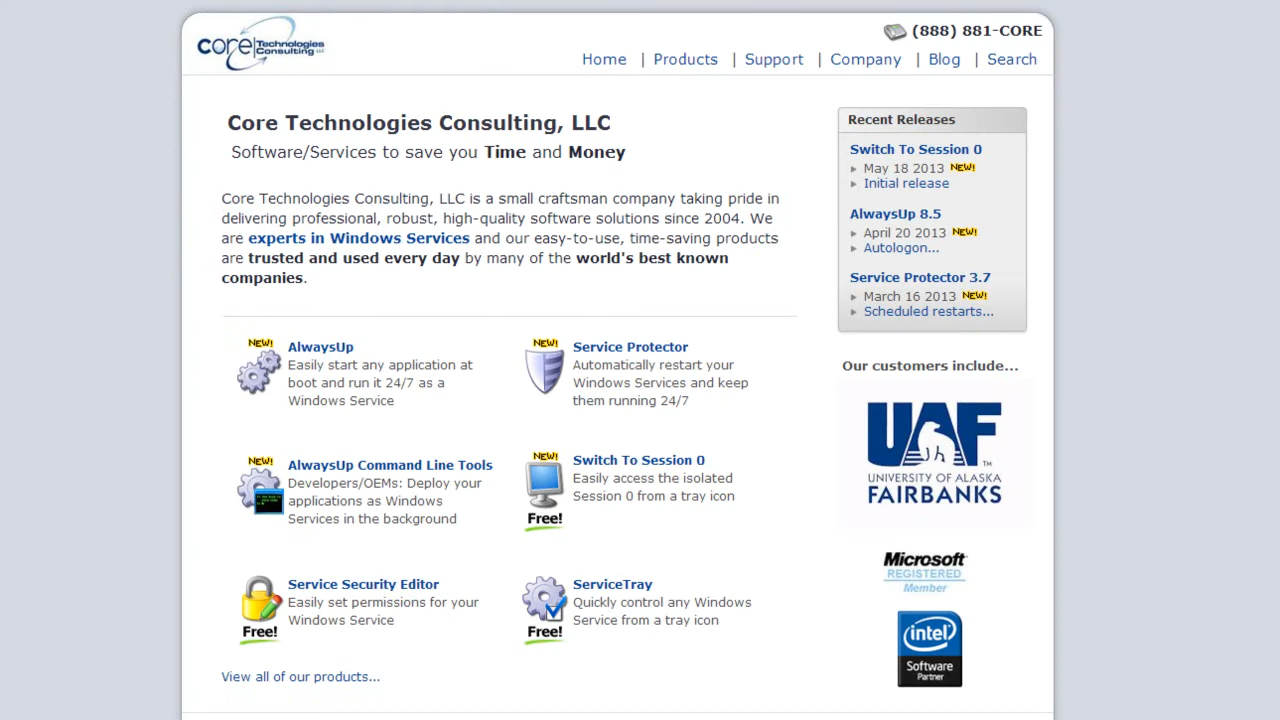 core Technologies Consulting LLC
(888) 881-CORE
Home | Products | Support | Company | Blog | Search
Core Technologies Consulting, LLC
Software/Services to save you Time and Money
Core Technologies Consulting, LLC is a small craftsman company taking pride in
delivering professional, robust, high-quality software solutions since 2004. We
are experts in Windows Services and our easy-to-use, time-saving products
are trusted and used every day by many of the world's best known
companies.
NEW!
AlwaysUp
Easily start any application at
boot and run it 24/7 as a
Windows Service
NEW!
Service Protector
Automatically restart your
Windows Services and keep
them running 24/7
NEW!
AlwaysUp Command Line Tools
Developers/OEMs: Deploy your
applications as Windows
Services in the background
NEW!
Switch To Session 0
Easily access the isolated
Session 0 from a tray icon
Free!
Service Security Editor
Easily set permissions for your
Windows Service
Free!
ServiceTray
Quickly control any Windows
Service from a tray icon
Free!
View all of our products...
Recent Releases
Switch To Session 0
May 18 2013 NEW!
Initial release
AlwaysUp 8.5
April 20 2013 NEW!
Autologon...
Service Protector 3.7
March 16 2013 NEW!
Scheduled restarts...
Our customers include...
UAF™
UNIVERSITY OF ALASKA
FAIRBANKS
Microsoft
REGISTERED
Member
intel
Software
Partner